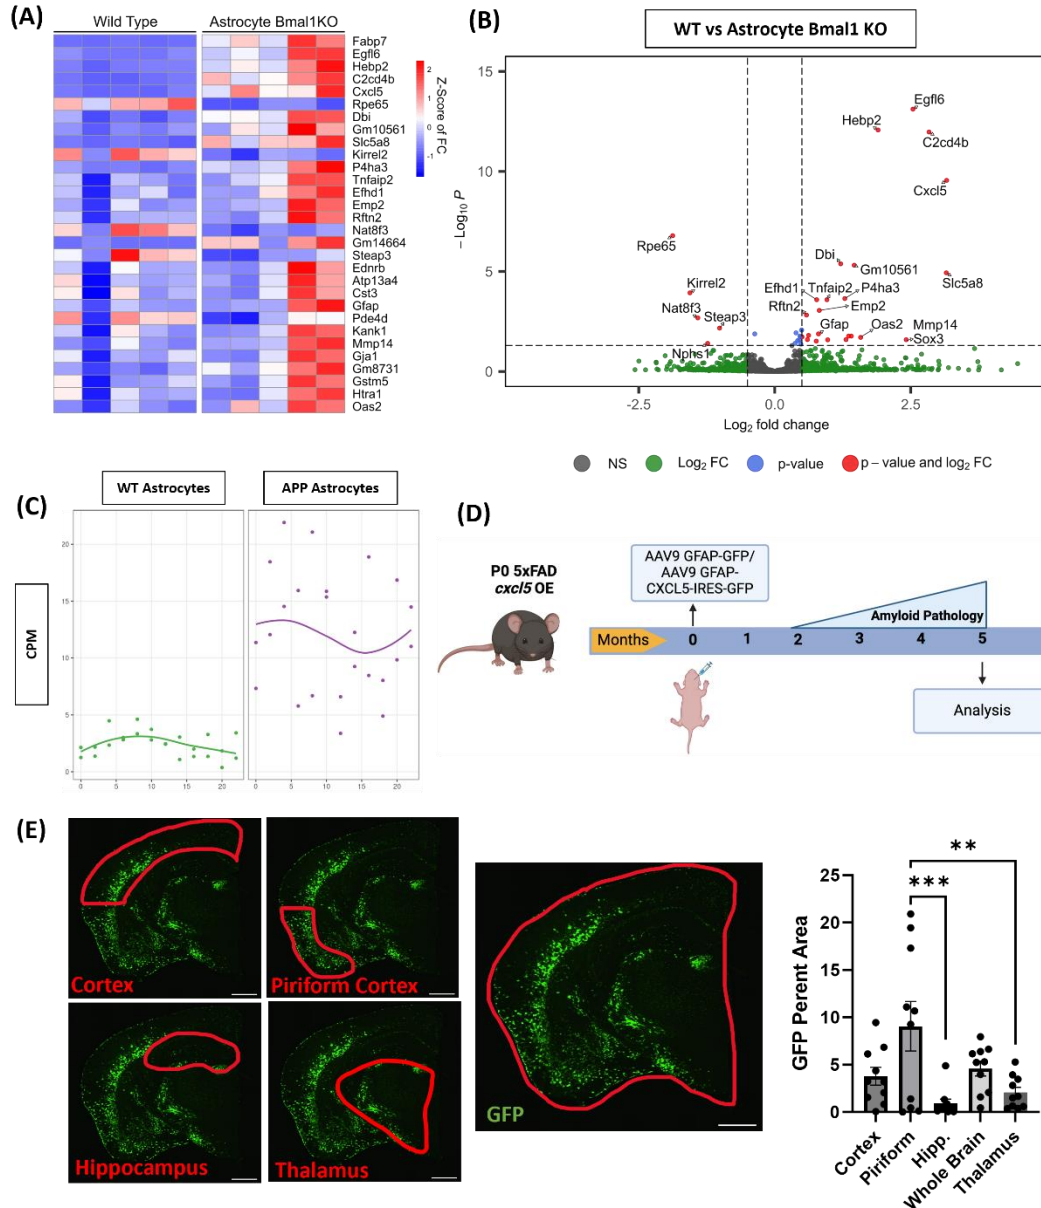 (A)
Wild Type
Astrocyte Bmal1KO
Fabp7
Egfl6
Hebp2
C2cd4b
Cxcl5
Rpe65
Dbi
Gm10561
Slc5a8
Kirrel2
P4ha3
Tnfaip2
Efhd1
Emp2
Rftn2
Nat8f3
Gm14664
Steap3
Ednrb
Atp13a4
Cst3
Gfap
Pde4d
Kank1
Mmp14
Gja1
Gm8731
Gstm5
Htra1
Oas2
2
1
0
-1
Z-Score of FC
(B)
WT vs Astrocyte Bmal1 KO
15
10
5
0
– Log10 P
Egfl6
Hebp2
C2cd4b
Cxcl5
Rpe65
Dbi
Gm10561
Slc5a8
Kirrel2
Efhd1
Tnfaip2
P4ha3
Nat8f3
Steap3
Rftn2
Emp2
Gfap
Oas2
Mmp14
Sox3
Nphs1
-2.5
0.0
2.5
Log2 fold change
NS
Log2 FC
p-value
p – value and log2 FC
(C)
WT Astrocytes
APP Astrocytes
CPM
20
15
10
5
0
0 5 10 15 20
0 5 10 15 20
(D)
P0 5xFAD
cxcl5 OE
AAV9 GFAP-GFP/
AAV9 GFAP-
CXCL5-IRES-GFP
Amyloid Pathology
Months
0 1 2 3 4 5
Analysis
(E)
Cortex
Piriform Cortex
Hippocampus
Thalamus
GFP
GFP Perent Area
25
20
15
10
5
0
**
***
Cortex
Piriform
Hipp.
Whole Brain
Thalamus